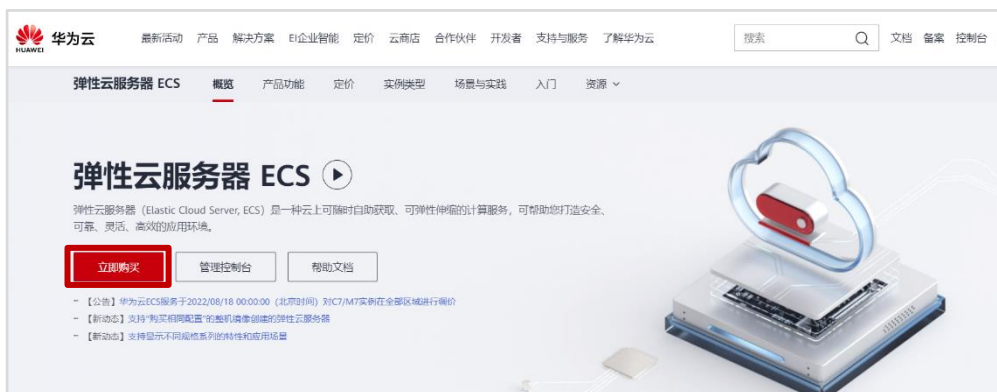 HUAWEI
华为云
最新活动 产品 解决方案 EI企业智能 定价 云商店 合作伙伴 开发者 支持与服务 了解华为云
搜索
文档 备案 控制台
弹性云服务器 ECS 概览 产品功能 定价 实例类型 场景与实践 入门 资源
弹性云服务器 ECS
弹性云服务器（Elastic Cloud Server, ECS）是一种云上可随时自助获取、可弹性伸缩的计算服务，可帮助您打造安全、
可靠、灵活、高效的应用环境。
立即购买 管理控制台 帮助文档
- 【公告】华为云ECS服务于2022/08/18 00:00:00（北京时间）对C7/M7实例在全部区域进行调价
- 【新动态】支持“购买相同配置”的整机镜像创建的弹性云服务器
- 【新动态】支持显示不同规格系列的特性和应用场景